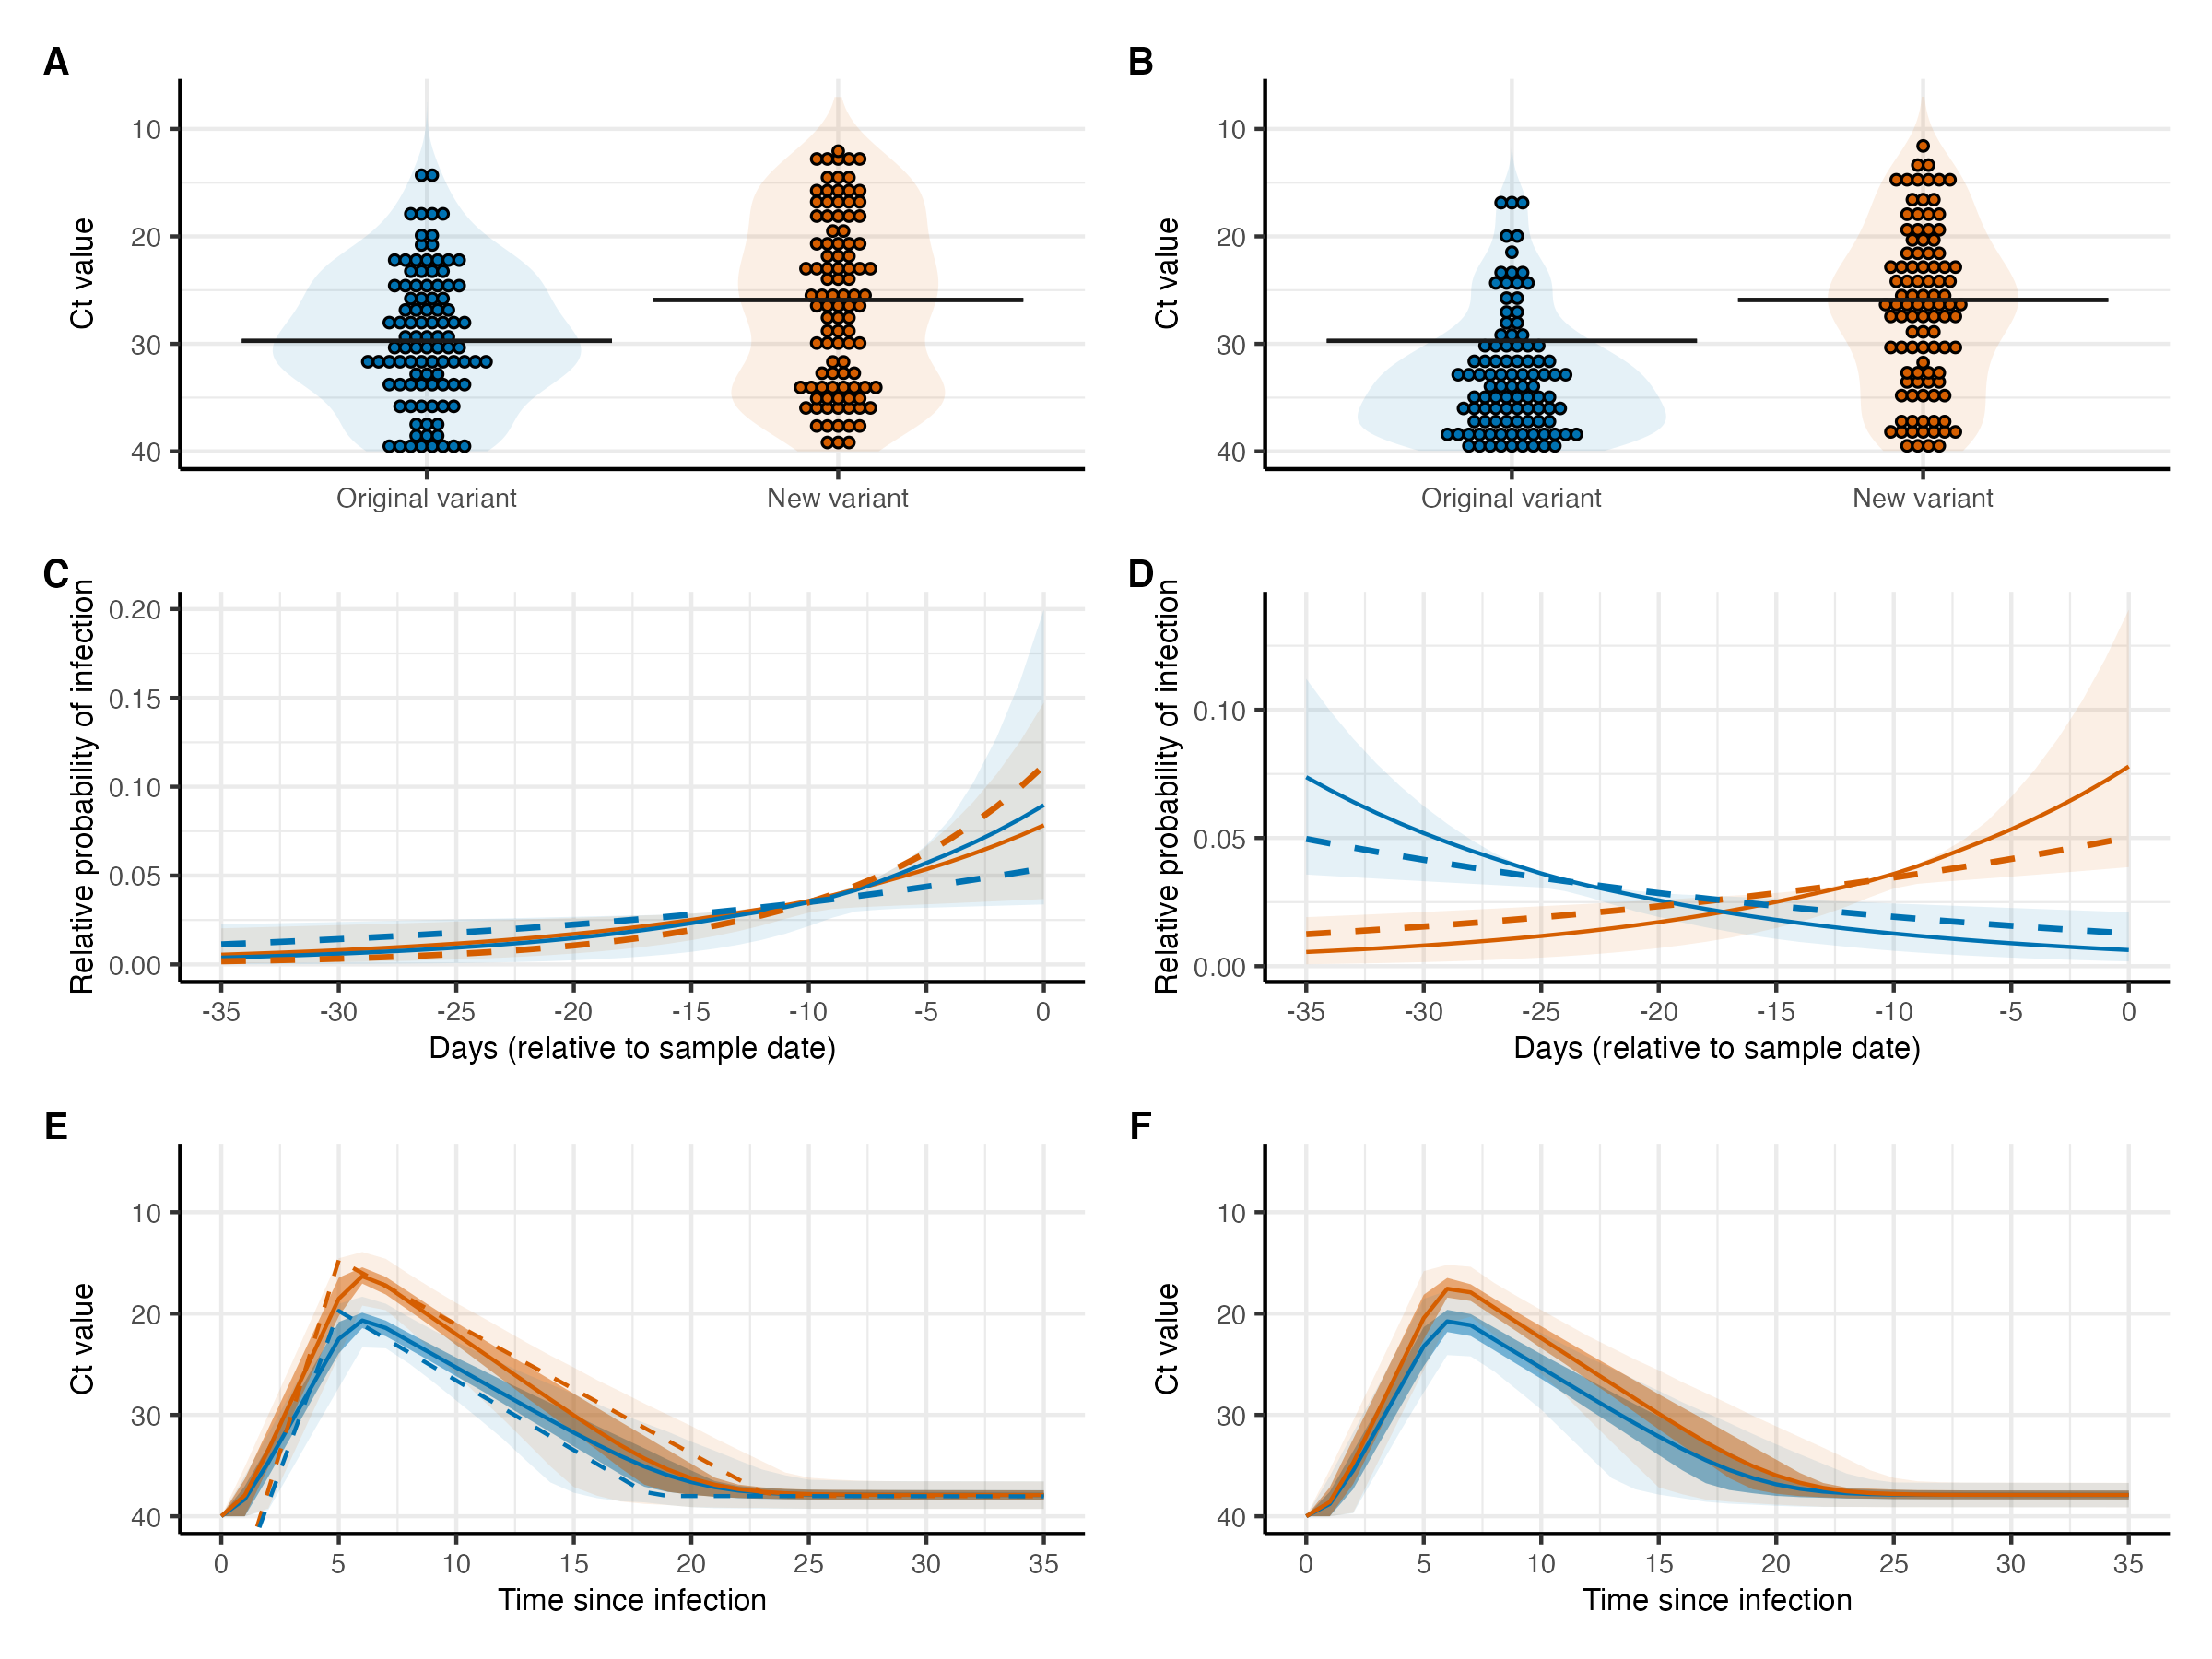 A
Ct value
10
20
30
40
Original variant
New variant
B
Ct value
10
20
30
40
Original variant
New variant
C
Relative probability of infection
0.20
0.15
0.10
0.05
0.00
-35 -30 -25 -20 -15 -10 -5 0
Days (relative to sample date)
D
Relative probability of infection
0.10
0.05
0.00
-35 -30 -25 -20 -15 -10 -5 0
Days (relative to sample date)
E
Ct value
10
20
30
40
0 5 10 15 20 25 30 35
Time since infection
F
Ct value
10
20
30
40
0 5 10 15 20 25 30 35
Time since infection